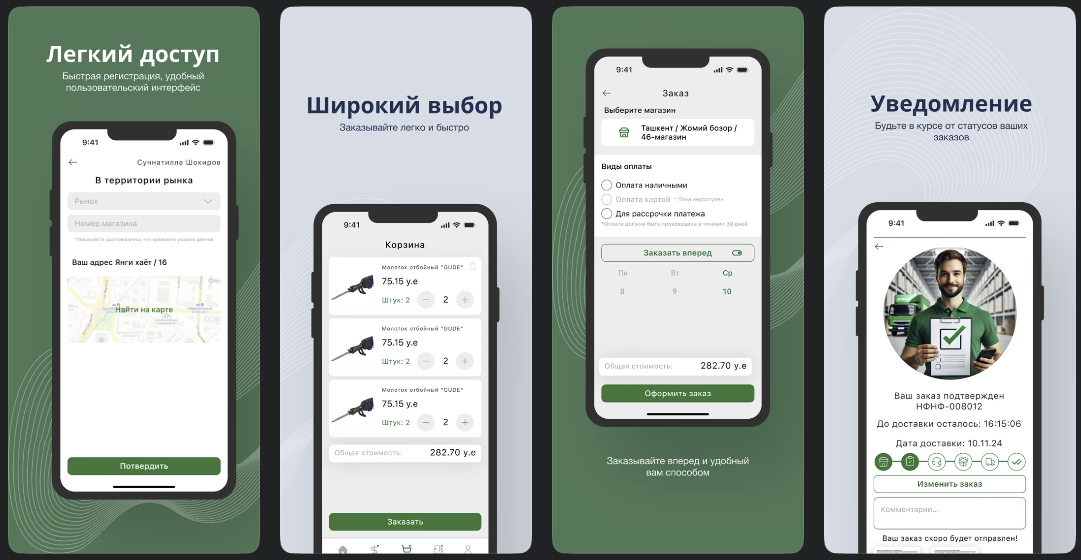 Легкий доступ
Быстрая регистрация, удобный
пользовательский интерфейс
9:41
Суннатилла Шокиров
В территории рынка
Рынок
Номер магазина
Ваш адрес Янги хаёт / 16
Найти на карте
Потвердить
Широкий выбор
Заказывайте легко и быстро
9:41
Корзина
Молоток отбойный "GUDE"
75.15 y.e
Штук: 2
2
Молоток отбойный "GUDE"
75.15 y.e
Штук: 2
2
Молоток отбойный "GUDE"
75.15 y.e
Штук: 2
2
Общая стоимость:
282.70 y.e
Заказать
9:41
Заказ
Выберите магазин
Ташкент / Жомий бозор /
46-магазин
Виды оплаты
Оплата наличными
Оплата картой * Пока недоступен
Для рассрочки платежа
*Оплата должна быть произведена в течении 30 дней
Заказать вперед
Пн Вт Ср
8 9 10
Общая стоимость: 282.70 y.e
Оформить заказ
Заказывайте вперед и удобный
вам способом
Уведомление
Будьте в курсе от статусов ваших
заказов
9:41
Ваш заказ подтвержден
НФНФ-008012
До доставки осталось: 16:15:06
Дата доставки: 10.11.24
Изменить заказ
Комментарии...
Ваш заказ скоро будет отправлен!